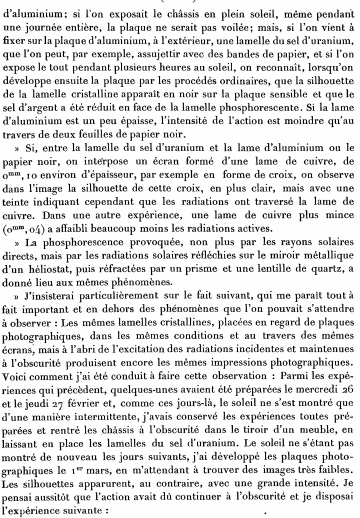 d'aluminium; si l'on exposait le châssis en plein soleil, même pendant
une journée entière, la plaque ne serait pas voilée; mais, si l'on vient à
fixer sur la plaque d'aluminium, à l'extérieur, une lamelle du sel d'uranium,
que l'on peut, par exemple, assujettir avec des bandes de papier, et si l'on
expose le tout pendant plusieurs heures au soleil, on reconnaît, lorsqu'on
développe ensuite la plaque par les procédés ordinaires, que la silhouette
de la lamelle cristalline apparaît en noir sur la plaque sensible et que le
sel d'argent a été réduit en face de la lamelle phosphorescente. Si la lame
d'aluminium est un peu épaisse, l'intensité de l'action est moindre qu'au
travers de deux feuilles de papier noir.
» Si, entre la lamelle du sel d'uranium et la lame d'aluminium ou le
papier noir, on interpose un écran formé d'une lame de cuivre, de
0mm,10 environ d'épaisseur, par exemple en forme de croix, on observe
dans l'image la silhouette de cette croix, en plus clair, mais avec une
teinte indiquant cependant que les radiations ont traversé la lame de
cuivre. Dans une autre expérience, une lame de cuivre plus mince
(0mm,04) a affaibli beaucoup moins les radiations actives.
» La phosphorescence provoquée, non plus par les rayons solaires
directs, mais par les radiations solaires réfléchies sur le miroir métallique
d'un héliostat, puis réfractées par un prisme et une lentille de quartz, a
donné lieu aux mêmes phénomènes.
» J'insisterai particulièrement sur le fait suivant, qui me paraît tout à
fait important et en dehors des phénomènes que l'on pouvait s'attendre
à observer : Les mêmes lamelles cristallines, placées en regard de plaques
photographiques, dans les mêmes conditions et au travers des mêmes
écrans, mais à l'abri de l'excitation des radiations incidentes et maintenues
à l'obscurité produisent encore les mêmes impressions photographiques.
Voici comment j'ai été conduit à faire cette observation : Parmi les expé-
riences qui précèdent, quelques-unes avaient été préparées le mercredi 26
et le jeudi 27 février et, comme ces jours-là, le soleil ne s'est montré que
d'une manière intermittente, j'avais conservé les expériences toutes pré-
parées et rentré les châssis à l'obscurité dans le tiroir d'un meuble, en
laissant en place les lamelles du sel d'uranium. Le soleil ne s'étant pas
montré de nouveau les jours suivants, j'ai développé les plaques photo-
graphiques le 1er mars, en m'attendant à trouver des images très faibles.
Les silhouettes apparurent, au contraire, avec une grande intensité. Je
pensai aussitôt que l'action avait dû continuer à l'obscurité et je disposai
l'expérience suivante :